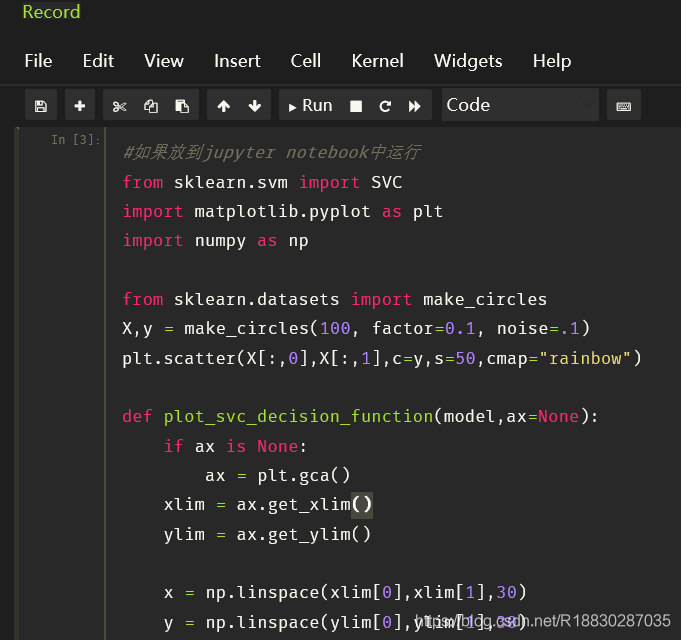 Record
File Edit View Insert Cell Kernel Widgets Help
Run Code
In [3]:
#如果放到jupyter notebook中运行
from sklearn.svm import SVC
import matplotlib.pyplot as plt
import numpy as np
from sklearn.datasets import make_circles
X,y = make_circles(100, factor=0.1, noise=.1)
plt.scatter(X[:,0],X[:,1],c=y,s=50,cmap="rainbow")
def plot_svc_decision_function(model,ax=None):
    if ax is None:
        ax = plt.gca()
    xlim = ax.get_xlim()
    ylim = ax.get_ylim()
    x = np.linspace(xlim[0],xlim[1],30)
    y = np.linspace(ylim[0],ylim[1],30)
https://blog.csdn.net/R18830287035